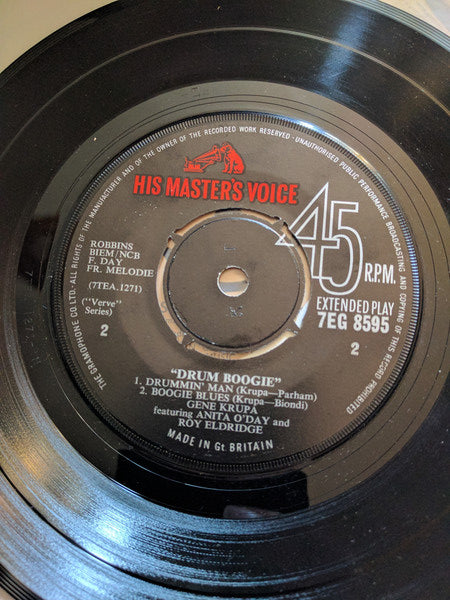 THE GRAMOPHONE CO. LTD.-ALL RIGHTS OF THE MANUFACTURER AND OF THE OWNER OF THE RECORDED WORK RESERVED-UNAUTHORISED PUBLIC PERFORMANCE BROADCASTING AND COPYING OF THIS RECORD PROHIBITED
HIS MASTER'S VOICE
45 R.P.M.
EXTENDED PLAY
7EG 8595
2
ROBBINS
BIEM/NCB
F. DAY
FR. MELODIE
(7TEA.1271)
("Verve"
Series)
2
"DRUM BOOGIE"
1. DRUMMIN' MAN (Krupa—Parham)
2. BOOGIE BLUES (Krupa—Biondi)
GENE KRUPA
featuring ANITA O'DAY and
ROY ELDRIDGE
MADE IN Gt. BRITAIN